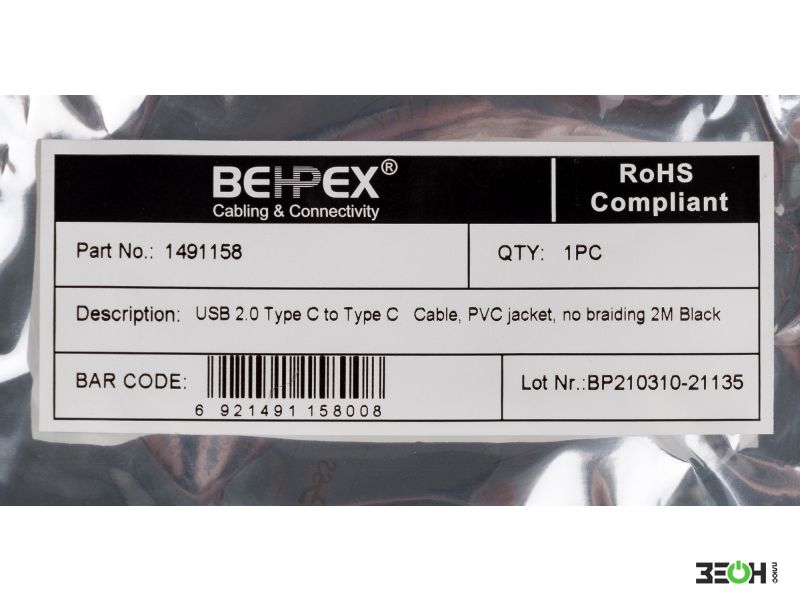 BEHPEX®
Cabling & Connectivity
RoHS
Compliant
Part No.: 1491158
QTY: 1PC
Description: USB 2.0 Type C to Type C Cable, PVC jacket, no braiding 2M Black
BAR CODE:
6 921491 158008
Lot Nr.:BP210310-21135
ЗЕОН
плюс